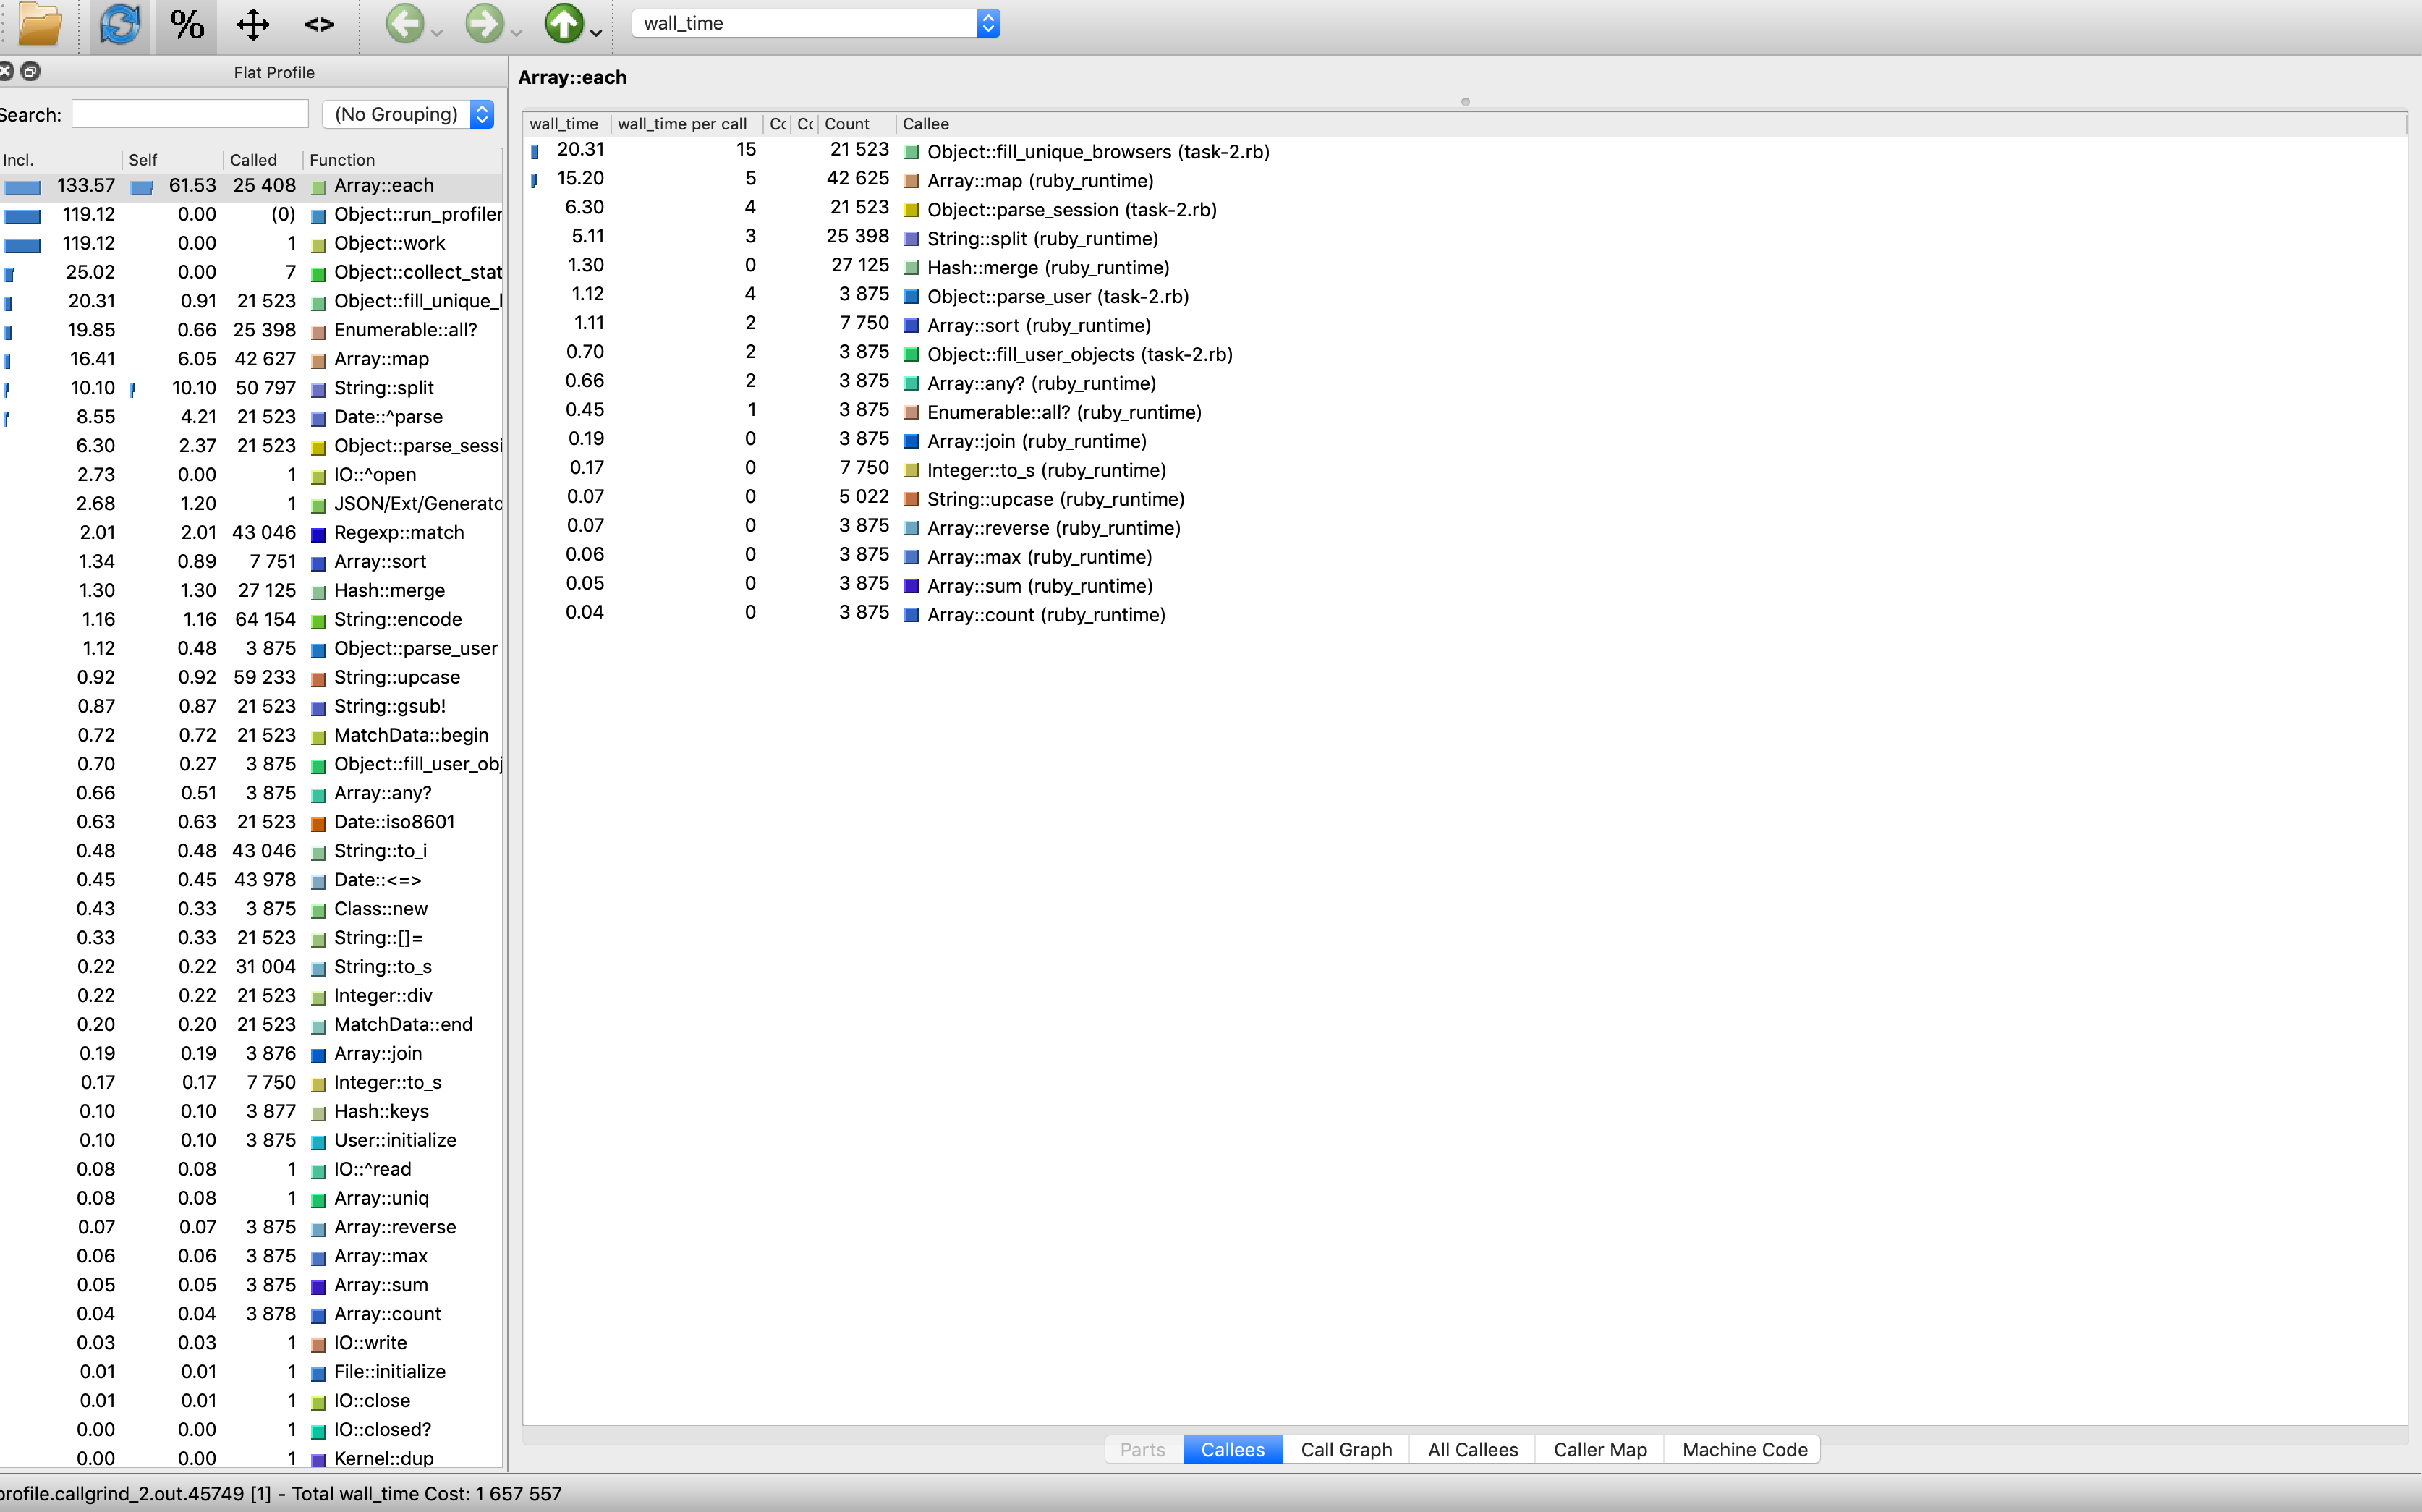 % <> wall_time
Flat Profile
Search: (No Grouping)
Incl. Self Called Function
133.57 61.53 25 408 Array::each
119.12 0.00 (0) Object::run_profiler
119.12 0.00 1 Object::work
25.02 0.00 7 Object::collect_stat
20.31 0.91 21 523 Object::fill_unique_
19.85 0.66 25 398 Enumerable::all?
16.41 6.05 42 627 Array::map
10.10 10.10 50 797 String::split
8.55 4.21 21 523 Date::^parse
6.30 2.37 21 523 Object::parse_sessi
2.73 0.00 1 IO::^open
2.68 1.20 1 JSON/Ext/Generato
2.01 2.01 43 046 Regexp::match
1.34 0.89 7 751 Array::sort
1.30 1.30 27 125 Hash::merge
1.16 1.16 64 154 String::encode
1.12 0.48 3 875 Object::parse_user
0.92 0.92 59 233 String::upcase
0.87 0.87 21 523 String::gsub!
0.72 0.72 21 523 MatchData::begin
0.70 0.27 3 875 Object::fill_user_obj
0.66 0.51 3 875 Array::any?
0.63 0.63 21 523 Date::iso8601
0.48 0.48 43 046 String::to_i
0.45 0.45 43 978 Date::<=>
0.43 0.33 3 875 Class::new
0.33 0.33 21 523 String::[]=
0.22 0.22 31 004 String::to_s
0.22 0.22 21 523 Integer::div
0.20 0.20 21 523 MatchData::end
0.19 0.19 3 876 Array::join
0.17 0.17 7 750 Integer::to_s
0.10 0.10 3 877 Hash::keys
0.10 0.10 3 875 User::initialize
0.08 0.08 1 IO::^read
0.08 0.08 1 Array::uniq
0.07 0.07 3 875 Array::reverse
0.06 0.06 3 875 Array::max
0.05 0.05 3 875 Array::sum
0.04 0.04 3 878 Array::count
0.03 0.03 1 IO::write
0.01 0.01 1 File::initialize
0.01 0.01 1 IO::close
0.00 0.00 1 IO::closed?
0.00 0.00 1 Kernel::dup
Array::each
wall_time wall_time per call Cc Cc Count Callee
20.31 15 21 523 Object::fill_unique_browsers (task-2.rb)
15.20 5 42 625 Array::map (ruby_runtime)
6.30 4 21 523 Object::parse_session (task-2.rb)
5.11 3 25 398 String::split (ruby_runtime)
1.30 0 27 125 Hash::merge (ruby_runtime)
1.12 4 3 875 Object::parse_user (task-2.rb)
1.11 2 7 750 Array::sort (ruby_runtime)
0.70 2 3 875 Object::fill_user_objects (task-2.rb)
0.66 2 3 875 Array::any? (ruby_runtime)
0.45 1 3 875 Enumerable::all? (ruby_runtime)
0.19 0 3 875 Array::join (ruby_runtime)
0.17 0 7 750 Integer::to_s (ruby_runtime)
0.07 0 5 022 String::upcase (ruby_runtime)
0.07 0 3 875 Array::reverse (ruby_runtime)
0.06 0 3 875 Array::max (ruby_runtime)
0.05 0 3 875 Array::sum (ruby_runtime)
0.04 0 3 875 Array::count (ruby_runtime)
Parts Callees Call Graph All Callees Caller Map Machine Code
profile.callgrind_2.out.45749 [1] - Total wall_time Cost: 1 657 557